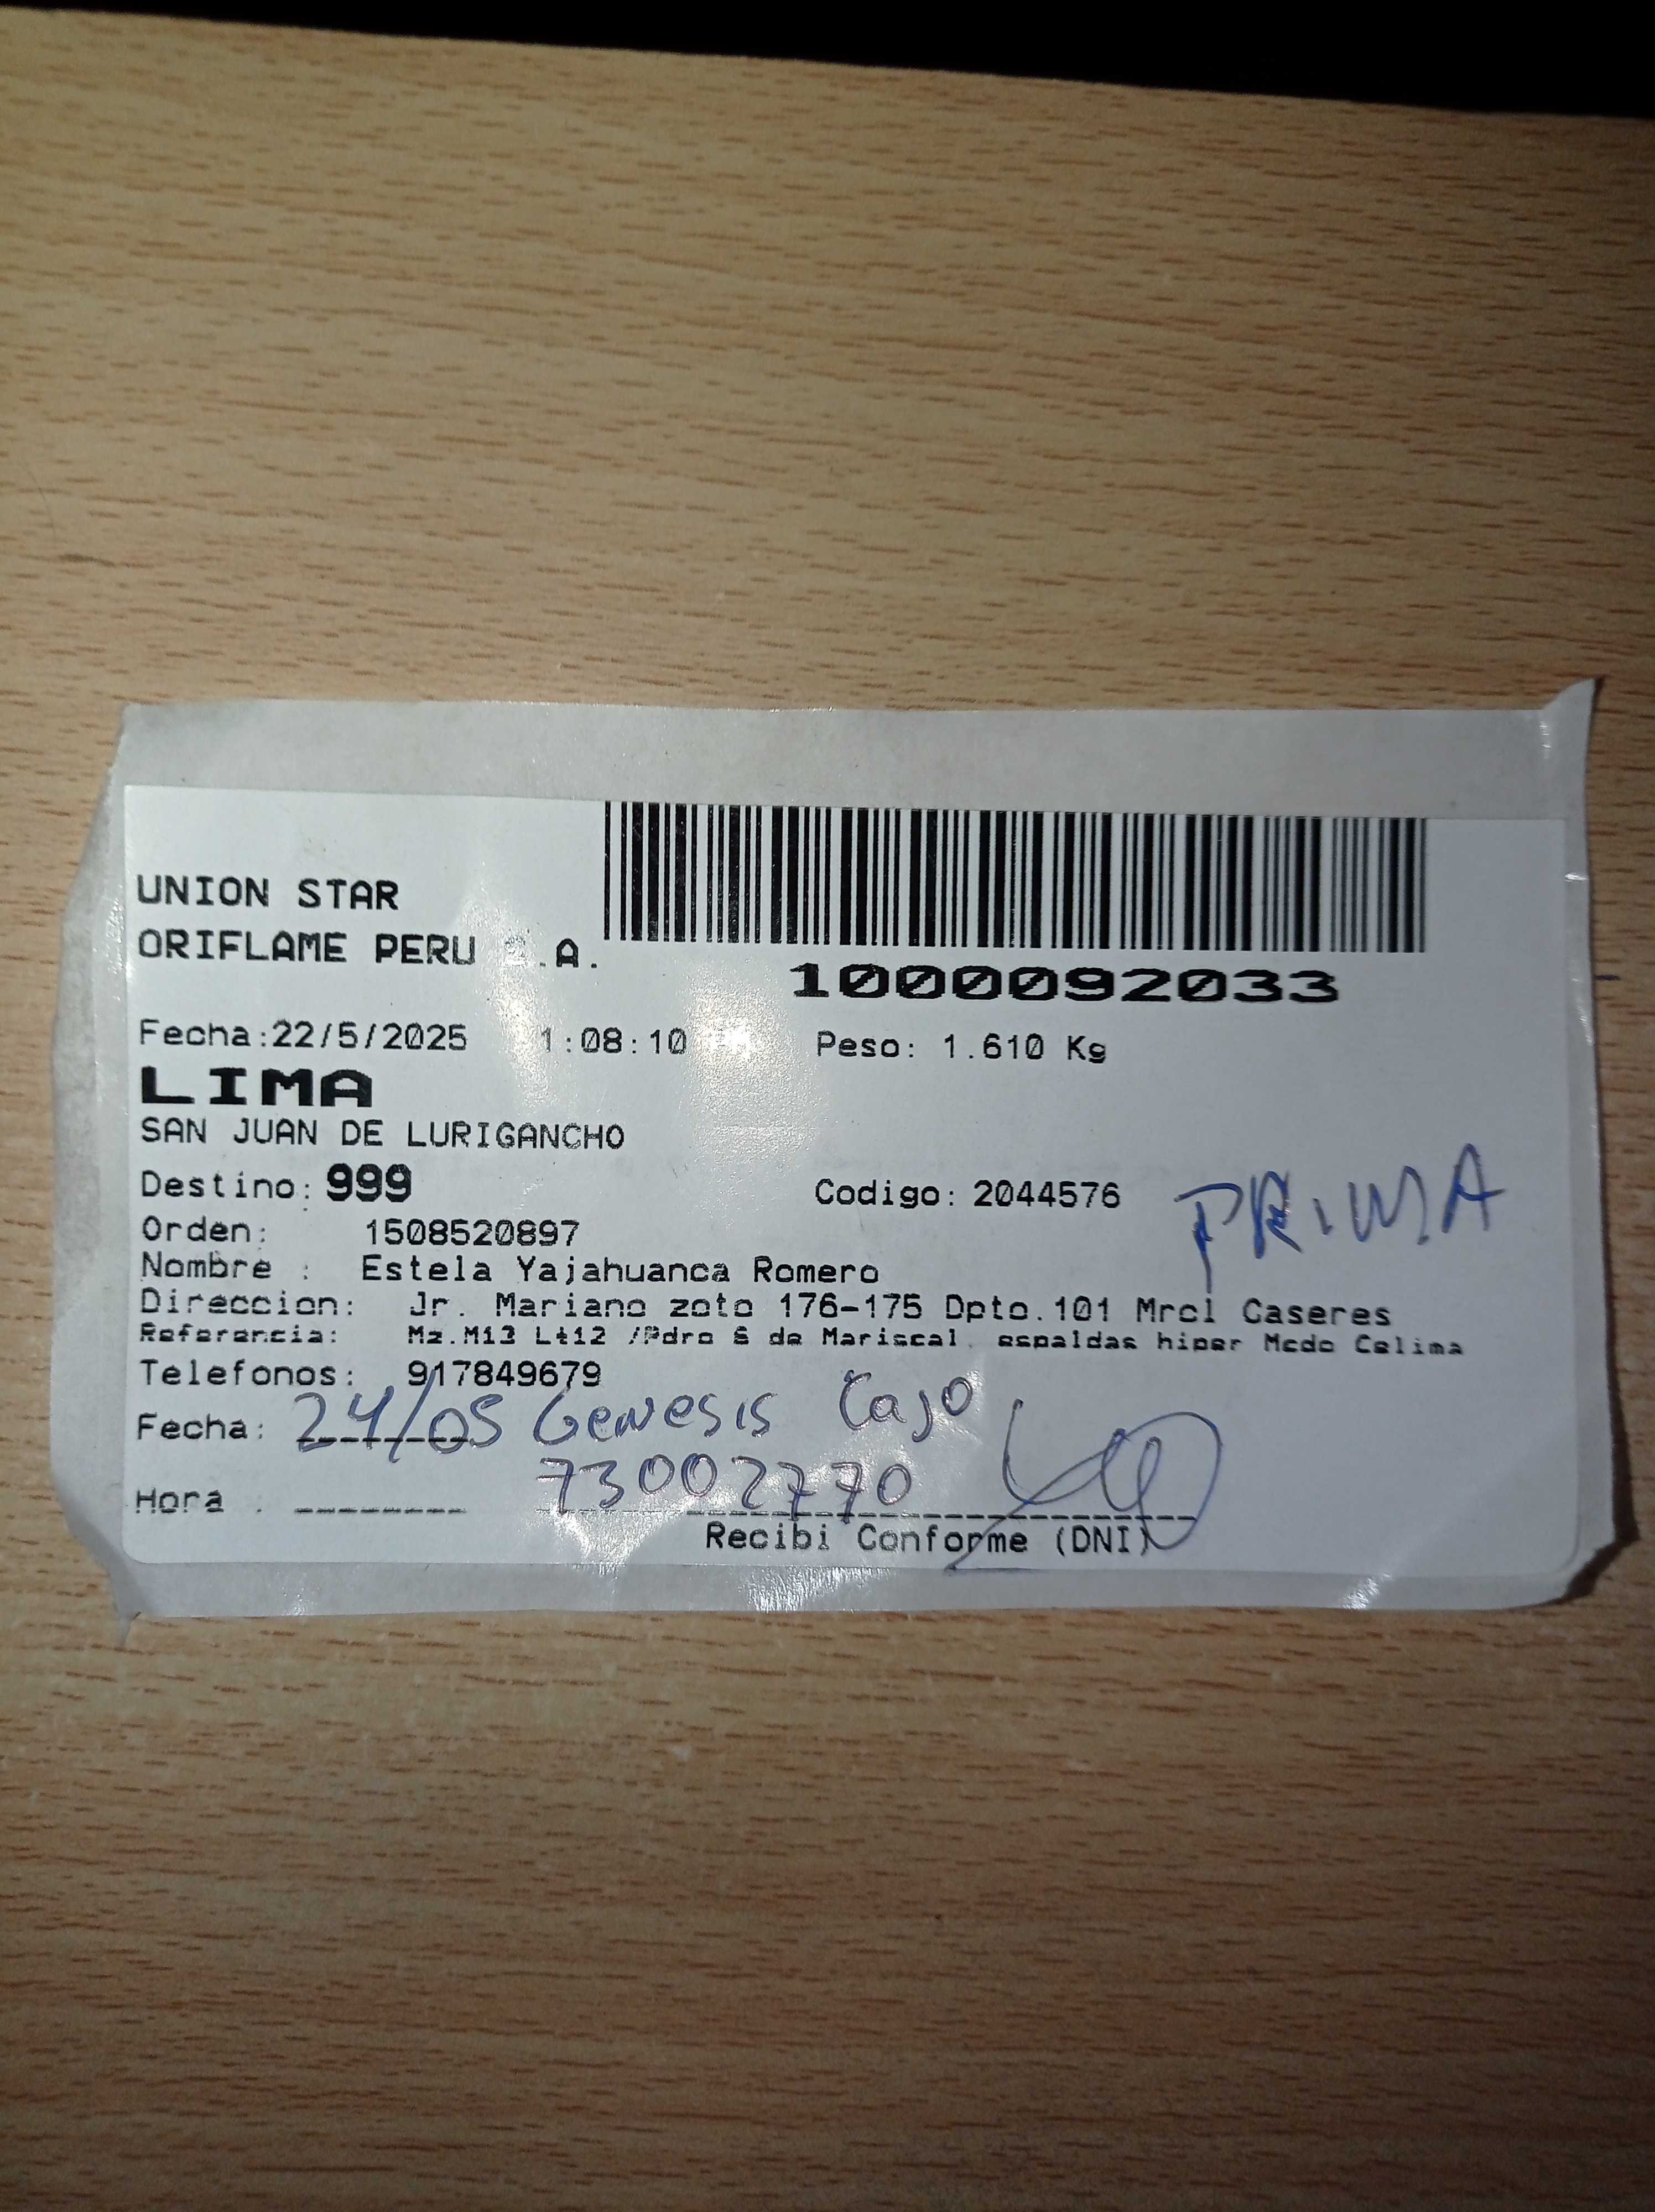 UNION STAR
ORIFLAME PERU S.A.
1000092033
Fecha:22/5/2025 1:08:10
Peso: 1.610 Kg
LIMA
SAN JUAN DE LURIGANCHO
Destino: 999
Codigo: 2044576 PRIMA
Orden: 1508520897
Nombre : Estela Yajahuanca Romero
Direccion: Jr. Mariano zoto 176-175 Dpto.101 Mrcl Caseres
Referencia: Mz.M13 Lt12 /Pdro 6 de Mariscal. espaldas hiper Mcdo Celima
Telefonos: 917849679
Fecha: 24/05 Genesis Cajo
Hora : 73002770
Recibi Conforme (DNI)